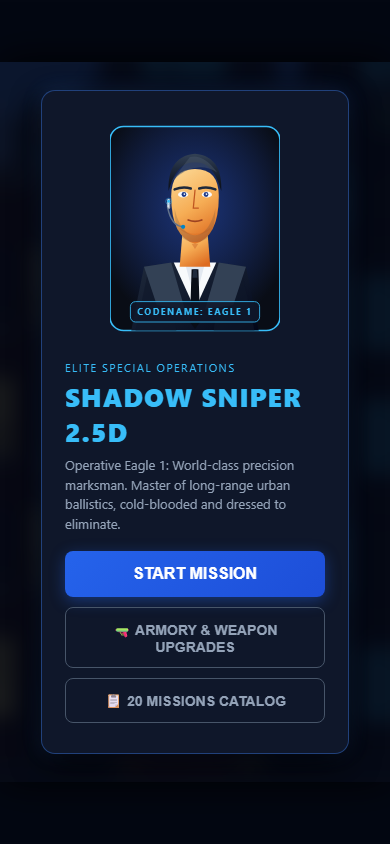 CODENAME: EAGLE 1
ELITE SPECIAL OPERATIONS
SHADOW SNIPER
2.5D
Operative Eagle 1: World-class precision
marksman. Master of long-range urban
ballistics, cold-blooded and dressed to
eliminate.
START MISSION
ARMORY & WEAPON
UPGRADES
20 MISSIONS CATALOG